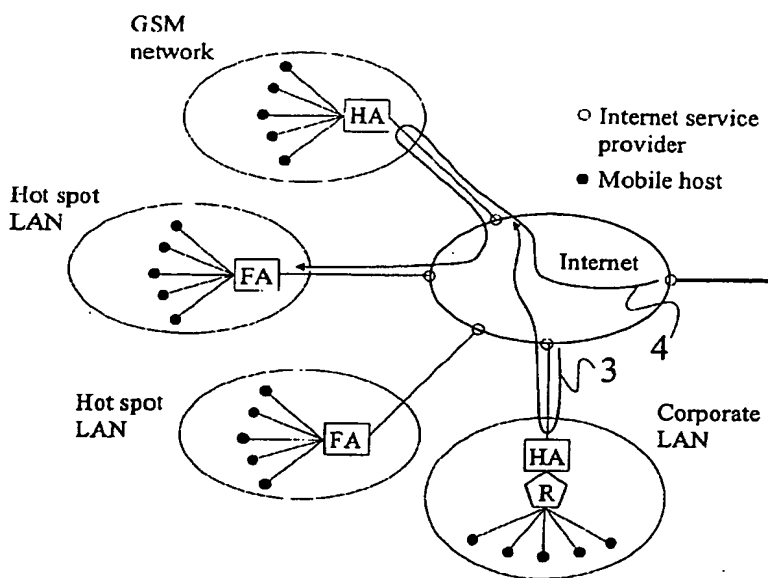 GSM
network
HA
Internet service
provider
Mobile host
Hot spot
LAN
FA
Internet
4
3
Hot spot
LAN
FA
Corporate
LAN
HA
R